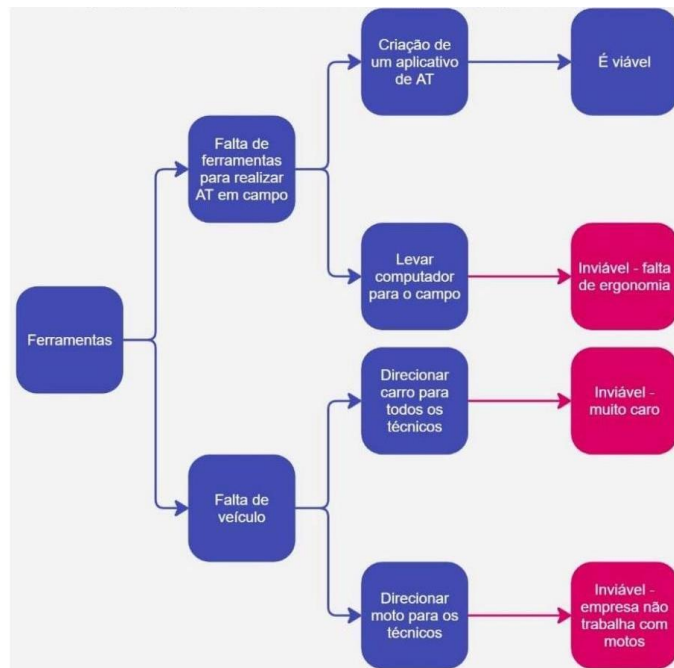 Criação de
um aplicativo
de AT
É viável
Falta de
ferramentas
para realizar
AT em campo
Levar
computador
para o campo
Inviável - falta
de ergonomia
Ferramentas
Direcionar
carro para
todos os
técnicos
Inviável -
muito caro
Falta de
veículo
Direcionar
moto para os
técnicos
Inviável -
empresa não
trabalha com
motos